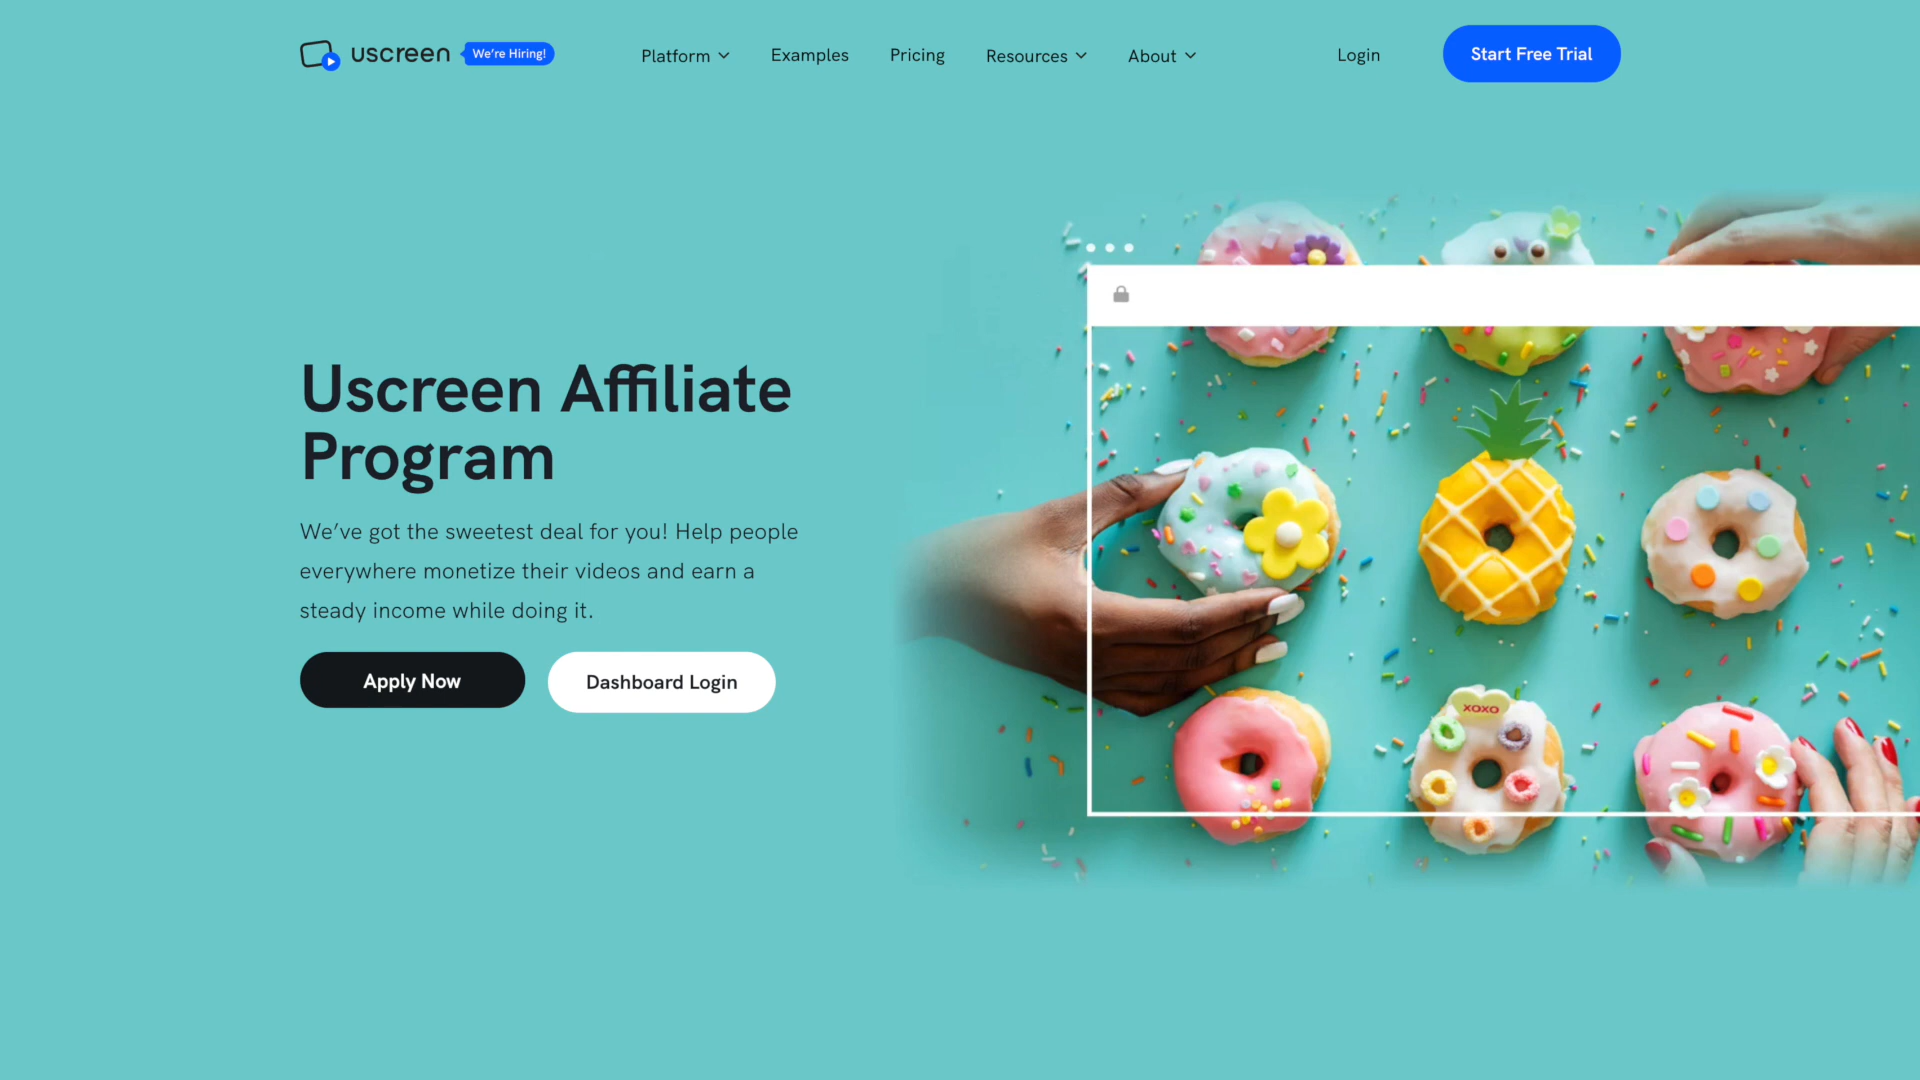 uscreen
We're Hiring!
Platform
Examples
Pricing
Resources
About
Login
Start Free Trial
Uscreen Affiliate
Program
We've got the sweetest deal for you! Help people
everywhere monetize their videos and earn a
steady income while doing it.
Apply Now
Dashboard Login
XOXO